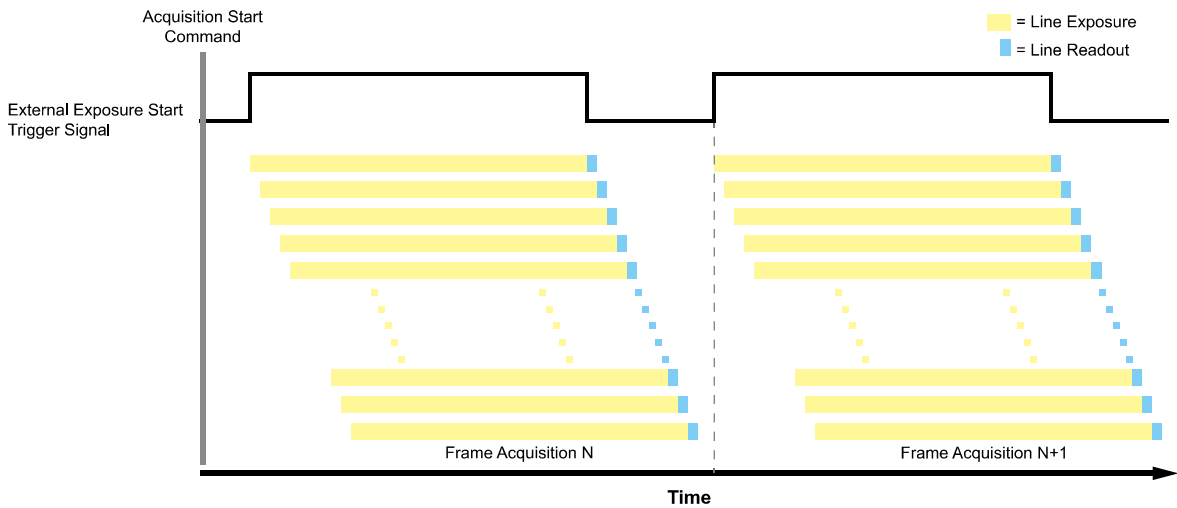 Acquisition Start
Command
= Line Exposure
= Line Readout
External Exposure Start
Trigger Signal
Frame Acquisition N
Frame Acquisition N+1
Time